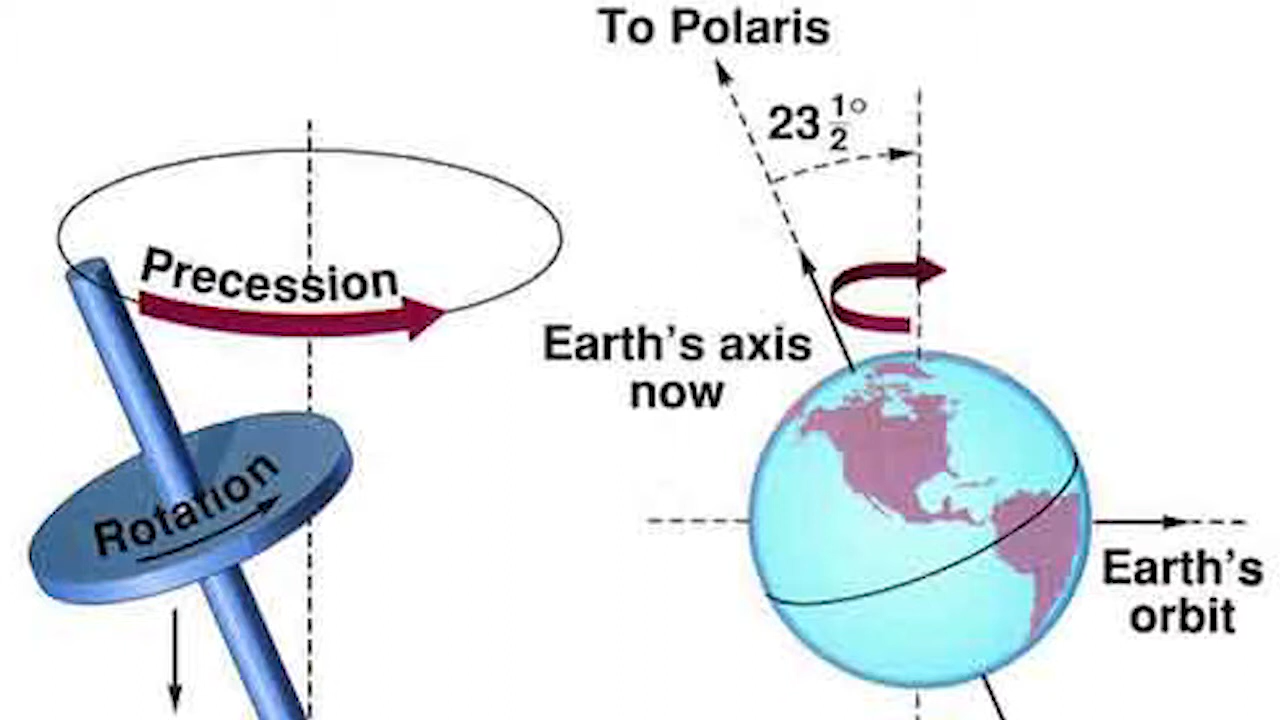 To Polaris
23 1/2°
Precession
Earth's axis
now
Rotation
Earth's
orbit